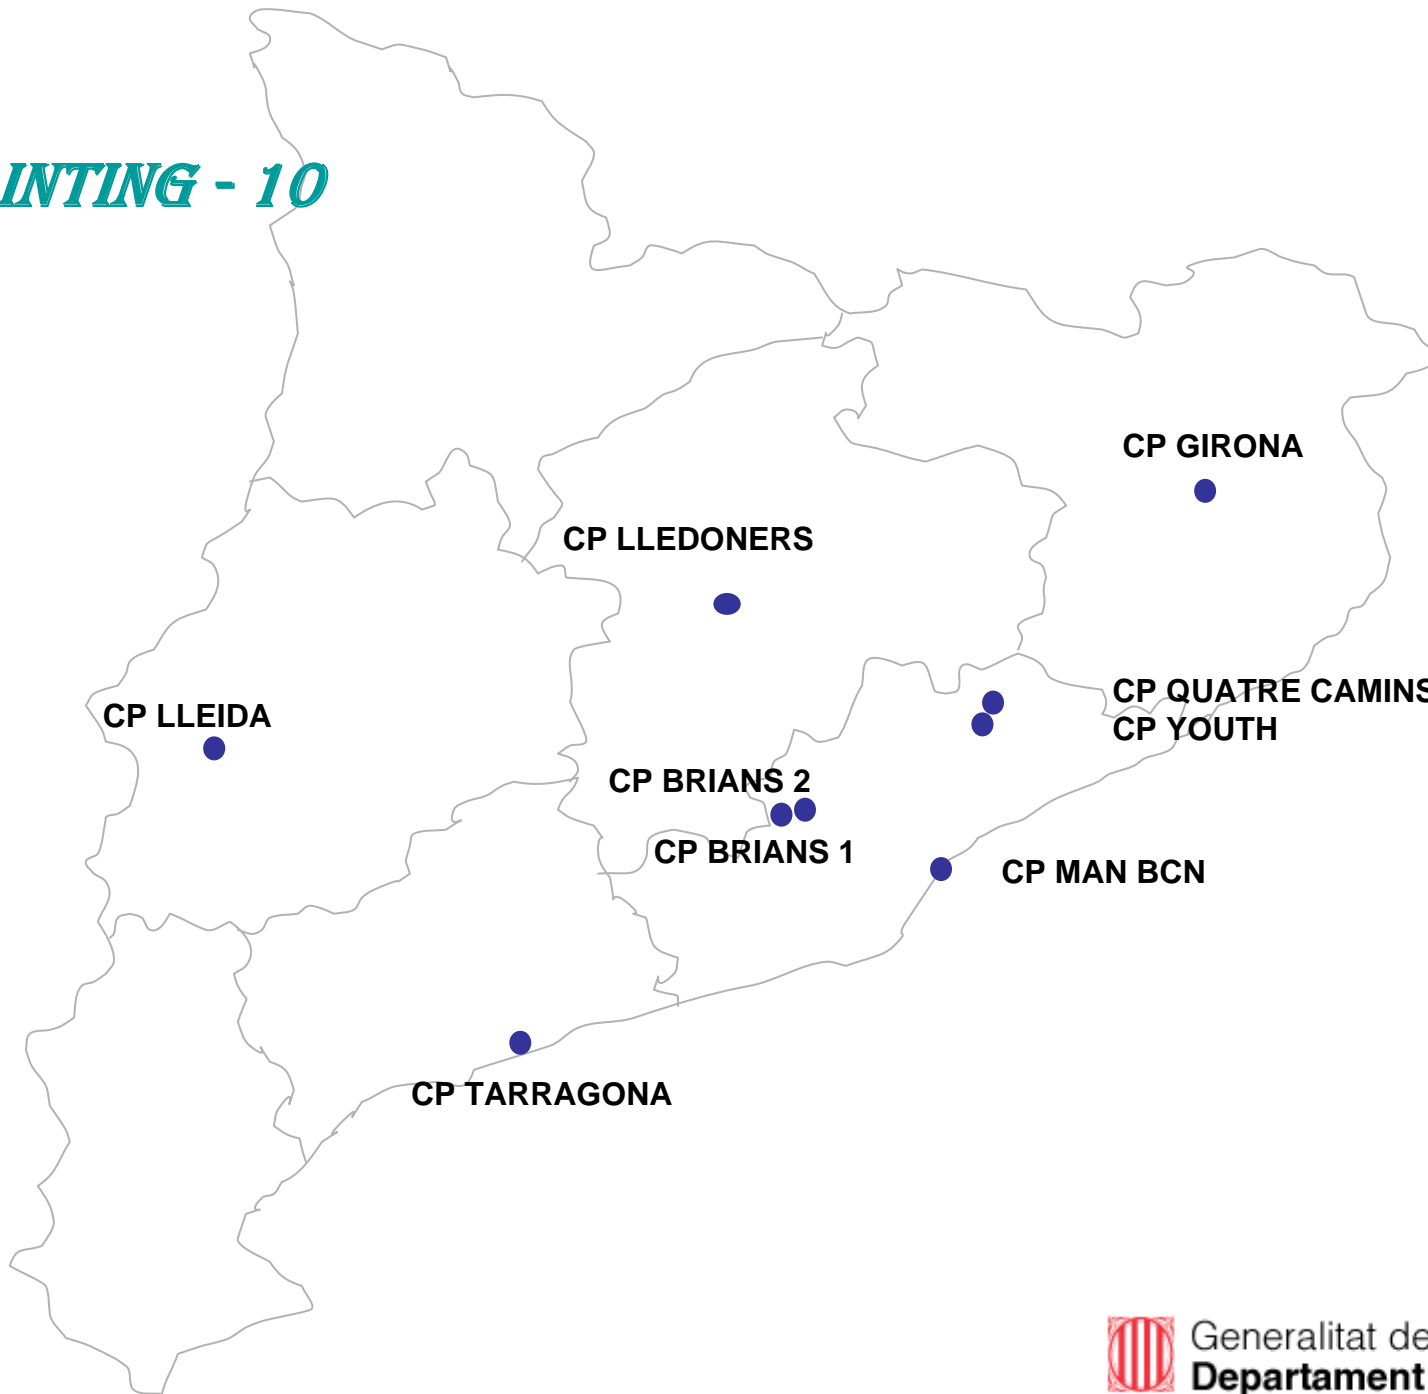 INTING - 10
CP GIRONA
CP LLEDONERS
CP QUATRE CAMINS
CP LLEIDA
CP YOUTH
CP BRIANS 2
CP BRIANS 1
CP MAN BCN
CP TARRAGONA
Generalitat de
Departament